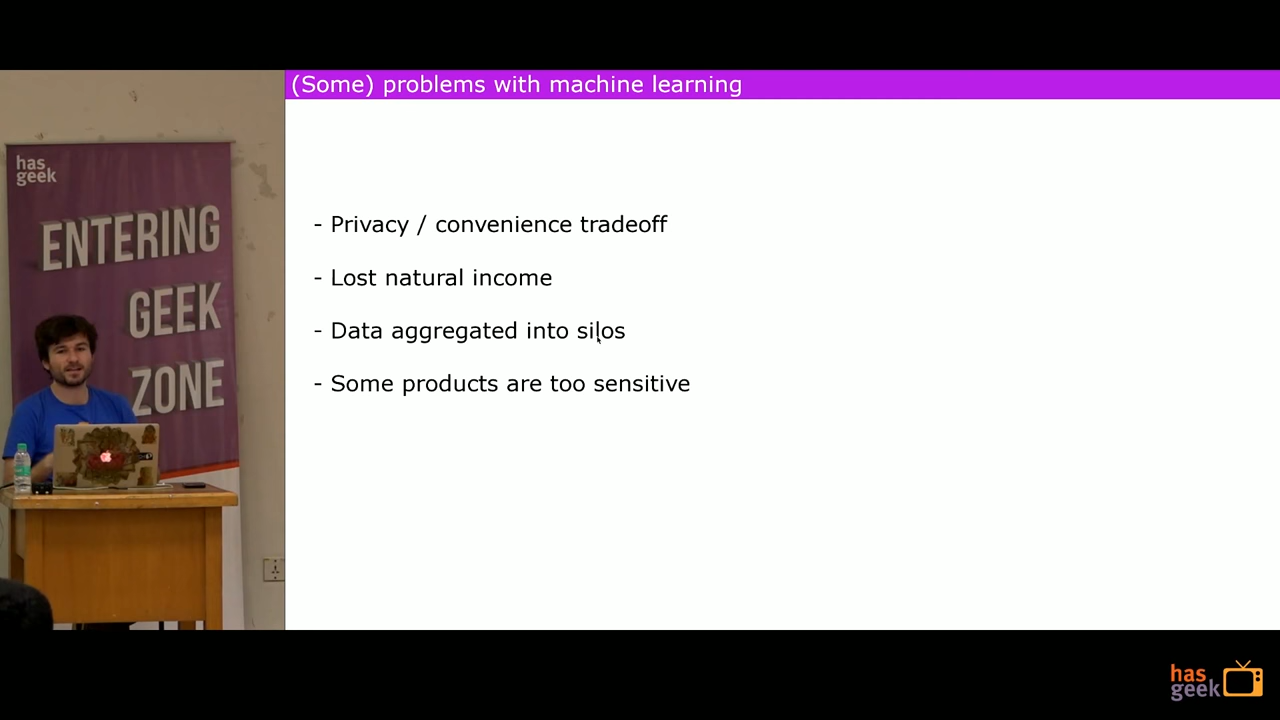 (Some) problems with machine learning
has
geek
ENTERING
GEEK
ZONE
- Privacy / convenience tradeoff
- Lost natural income
- Data aggregated into silos
- Some products are too sensitive
has
geek